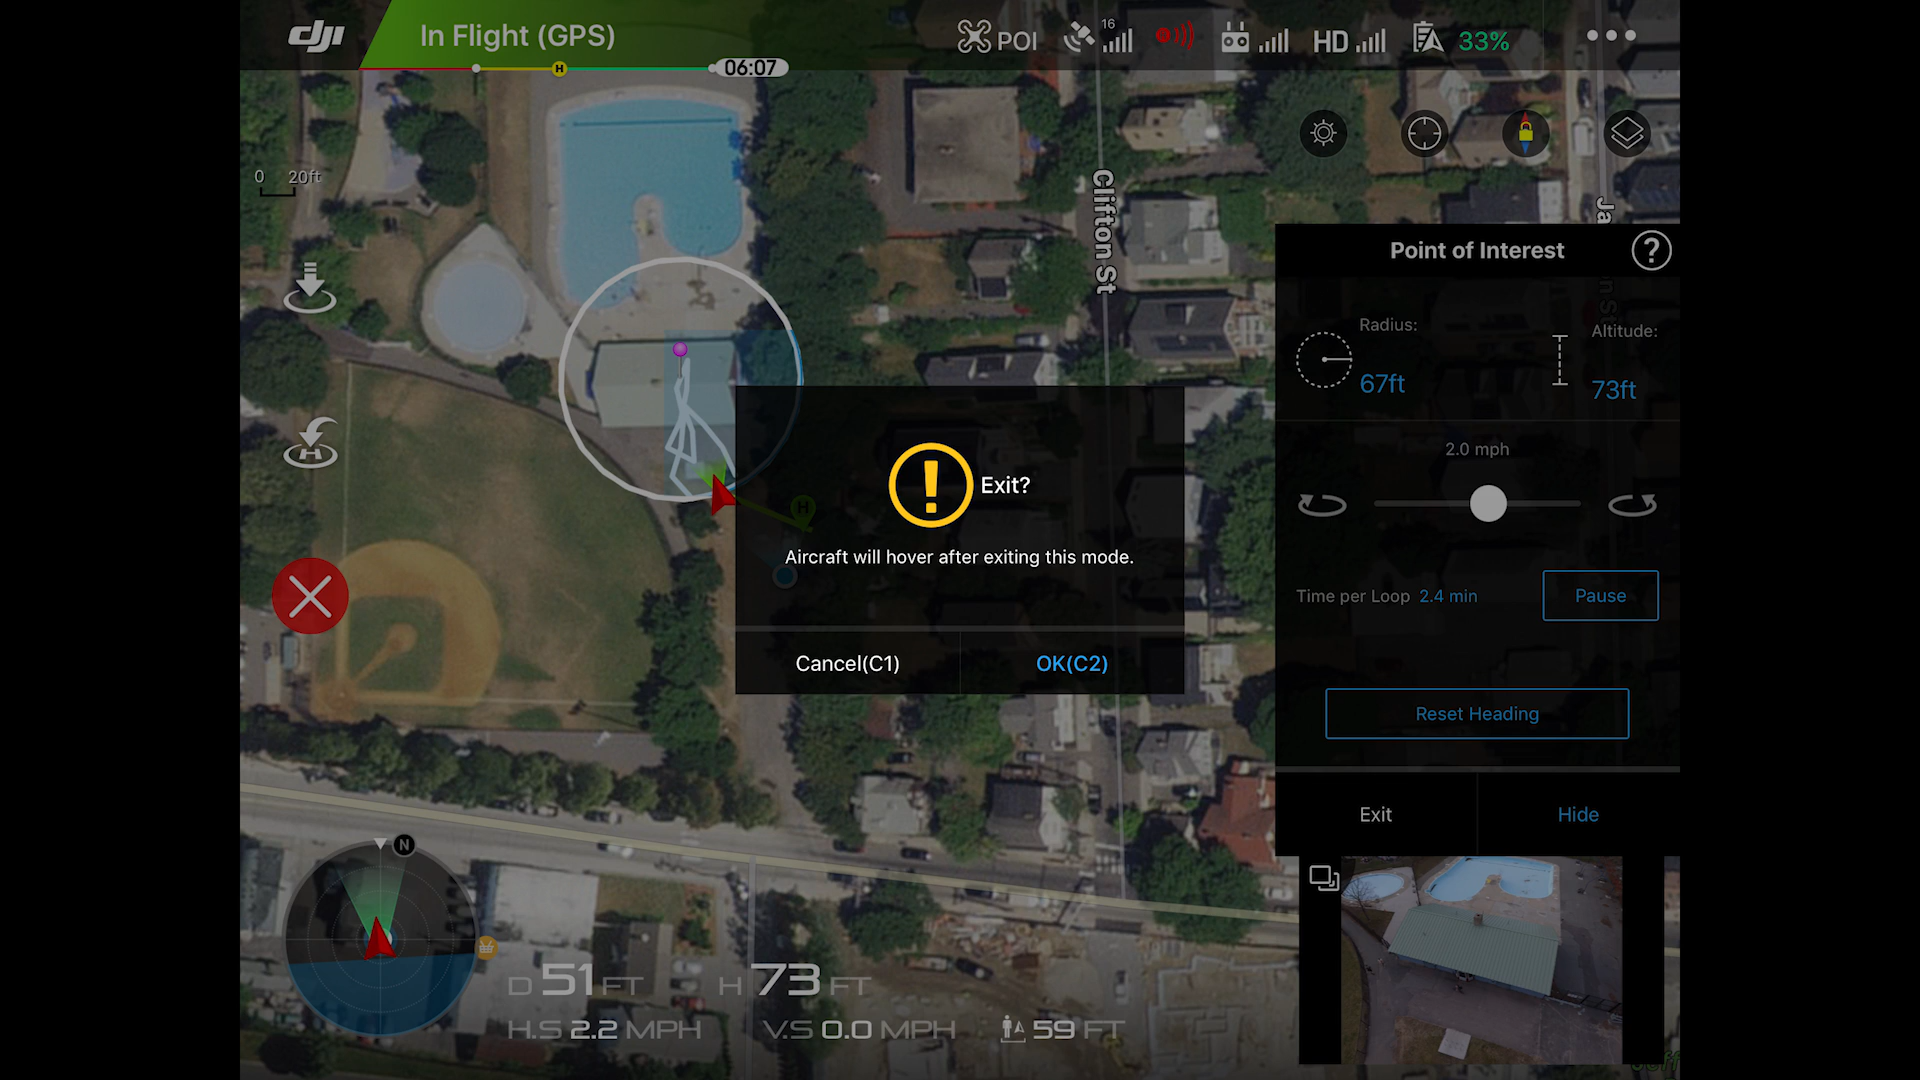 dji
In Flight (GPS)
POI
16
HD
33%
H
06:07
0 20ft
Clifton St
Ja
n St
Point of Interest
?
Radius:
67ft
Altitude:
73ft
2.0 mph
Time per Loop 2.4 min
Pause
Reset Heading
Exit
Hide
H
H
Exit?
Aircraft will hover after exiting this mode.
Cancel(C1)
OK(C2)
N
D 51 FT
H 73 FT
H.S 2.2 MPH
V.S 0.0 MPH
59 FT